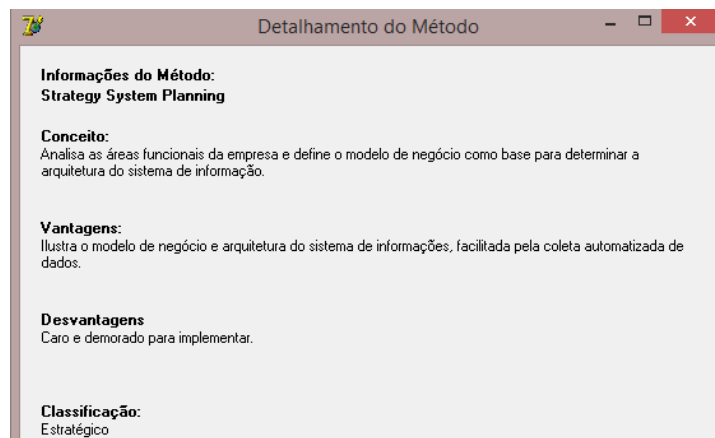 Detalhamento do Método
Informações do Método:
Strategy System Planning
Conceito:
Analisa as áreas funcionais da empresa e define o modelo de negócio como base para determinar a
arquitetura do sistema de informação.
Vantagens:
Ilustra o modelo de negócio e arquitetura do sistema de informações, facilitada pela coleta automatizada de
dados.
Desvantagens
Caro e demorado para implementar.
Classificação:
Estratégico